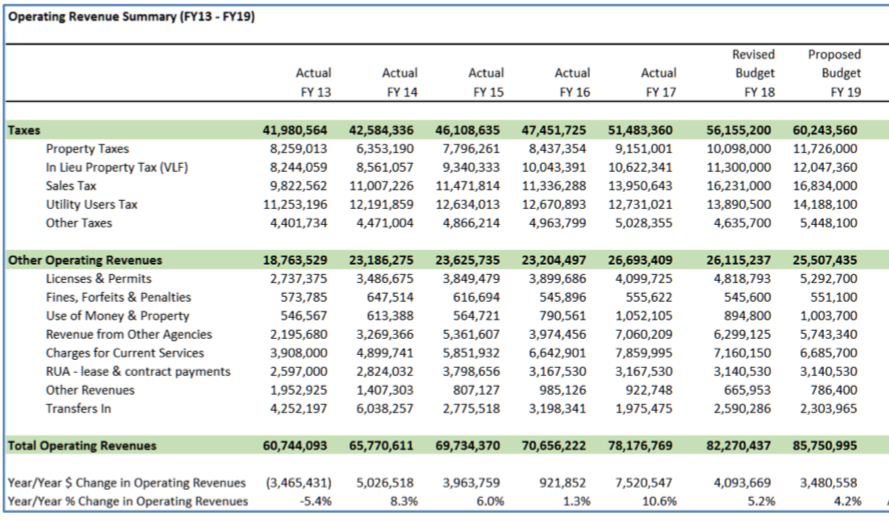 Operating Revenue Summary (FY13 - FY19)
Revised Proposed
Actual Actual Actual Actual Actual Budget Budget
FY 13 FY 14 FY 15 FY 16 FY 17 FY 18 FY 19
Taxes 41,980,564 42,584,336 46,108,635 47,451,725 51,483,360 56,155,200 60,243,560
Property Taxes 8,259,013 6,353,190 7,796,261 8,437,354 9,151,001 10,098,000 11,726,000
In Lieu Property Tax (VLF) 8,244,059 8,561,057 9,340,333 10,043,391 10,622,341 11,300,000 12,047,360
Sales Tax 9,822,562 11,007,226 11,471,814 11,336,288 13,950,643 16,231,000 16,834,000
Utility Users Tax 11,253,196 12,191,859 12,634,013 12,670,893 12,731,021 13,890,500 14,188,100
Other Taxes 4,401,734 4,471,004 4,866,214 4,963,799 5,028,355 4,635,700 5,448,100
Other Operating Revenues 18,763,529 23,186,275 23,625,735 23,204,497 26,693,409 26,115,237 25,507,435
Licenses & Permits 2,737,375 3,486,675 3,849,479 3,899,686 4,099,725 4,818,793 5,292,700
Fines, Forfeits & Penalties 573,785 647,514 616,694 545,896 555,622 545,600 551,100
Use of Money & Property 546,567 613,388 564,721 790,561 1,052,105 894,800 1,003,700
Revenue from Other Agencies 2,195,680 3,269,366 5,361,607 3,974,456 7,060,209 6,299,125 5,743,340
Charges for Current Services 3,908,000 4,899,741 5,851,932 6,642,901 7,859,995 7,160,150 6,685,700
RUA - lease & contract payments 2,597,000 2,824,032 3,798,656 3,167,530 3,167,530 3,140,530 3,140,530
Other Revenues 1,952,925 1,407,303 807,127 985,126 922,748 665,953 786,400
Transfers In 4,252,197 6,038,257 2,775,518 3,198,341 1,975,475 2,590,286 2,303,965
Total Operating Revenues 60,744,093 65,770,611 69,734,370 70,656,222 78,176,769 82,270,437 85,750,995
Year/Year $ Change in Operating Revenues (3,465,431) 5,026,518 3,963,759 921,852 7,520,547 4,093,669 3,480,558
Year/Year % Change in Operating Revenues -5.4% 8.3% 6.0% 1.3% 10.6% 5.2% 4.2%